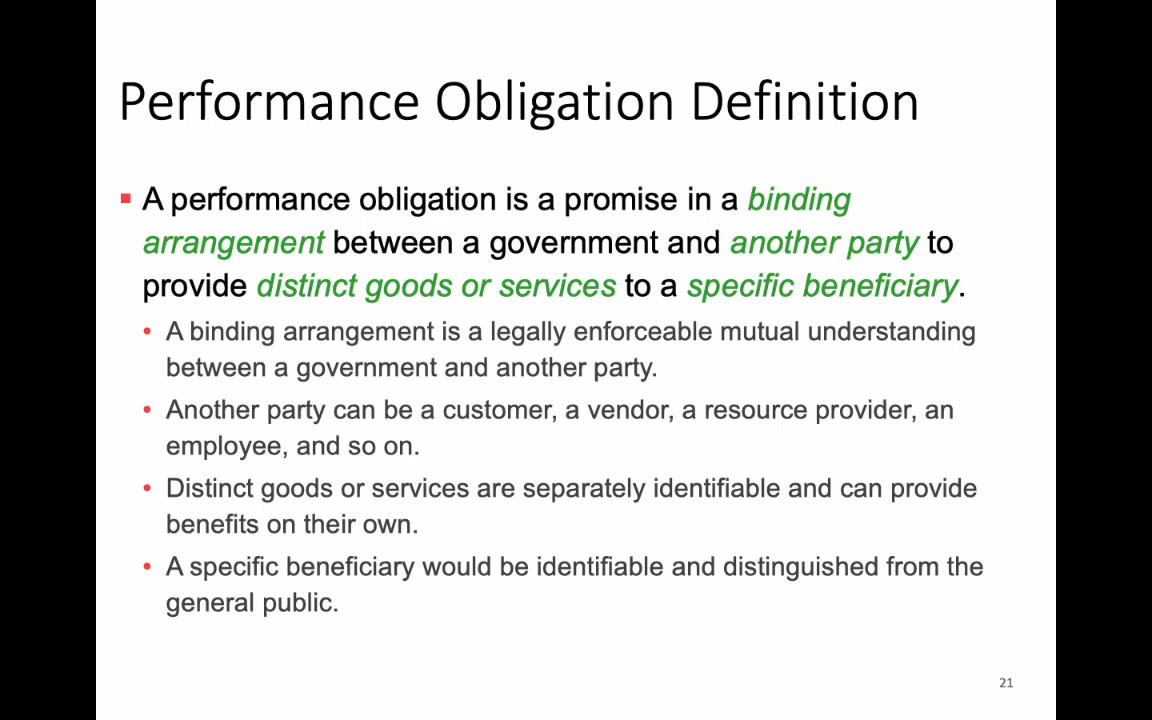 Performance Obligation Definition
A performance obligation is a promise in a binding
arrangement between a government and another party to
provide distinct goods or services to a specific beneficiary.
A binding arrangement is a legally enforceable mutual understanding
between a government and another party.
Another party can be a customer, a vendor, a resource provider, an
employee, and so on.
Distinct goods or services are separately identifiable and can provide
benefits on their own.
A specific beneficiary would be identifiable and distinguished from the
general public.
21